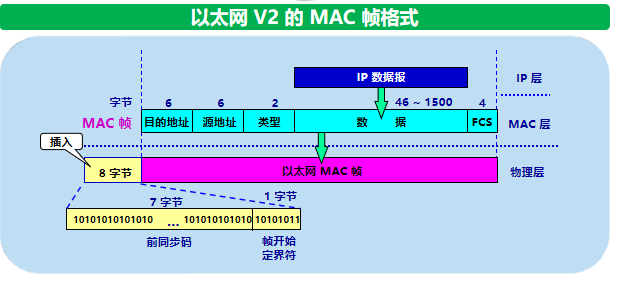 以太网 V2 的 MAC 帧格式
IP 数据报
IP 层
字节
6
6
2
46 ~ 1500
4
MAC 帧
目的地址
源地址
类型
数 据
FCS
MAC 层
插入
8 字节
以太网 MAC 帧
物理层
7 字节
1 字节
10101010101010 ... 101010101010
10101011
前同步码
帧开始
定界符